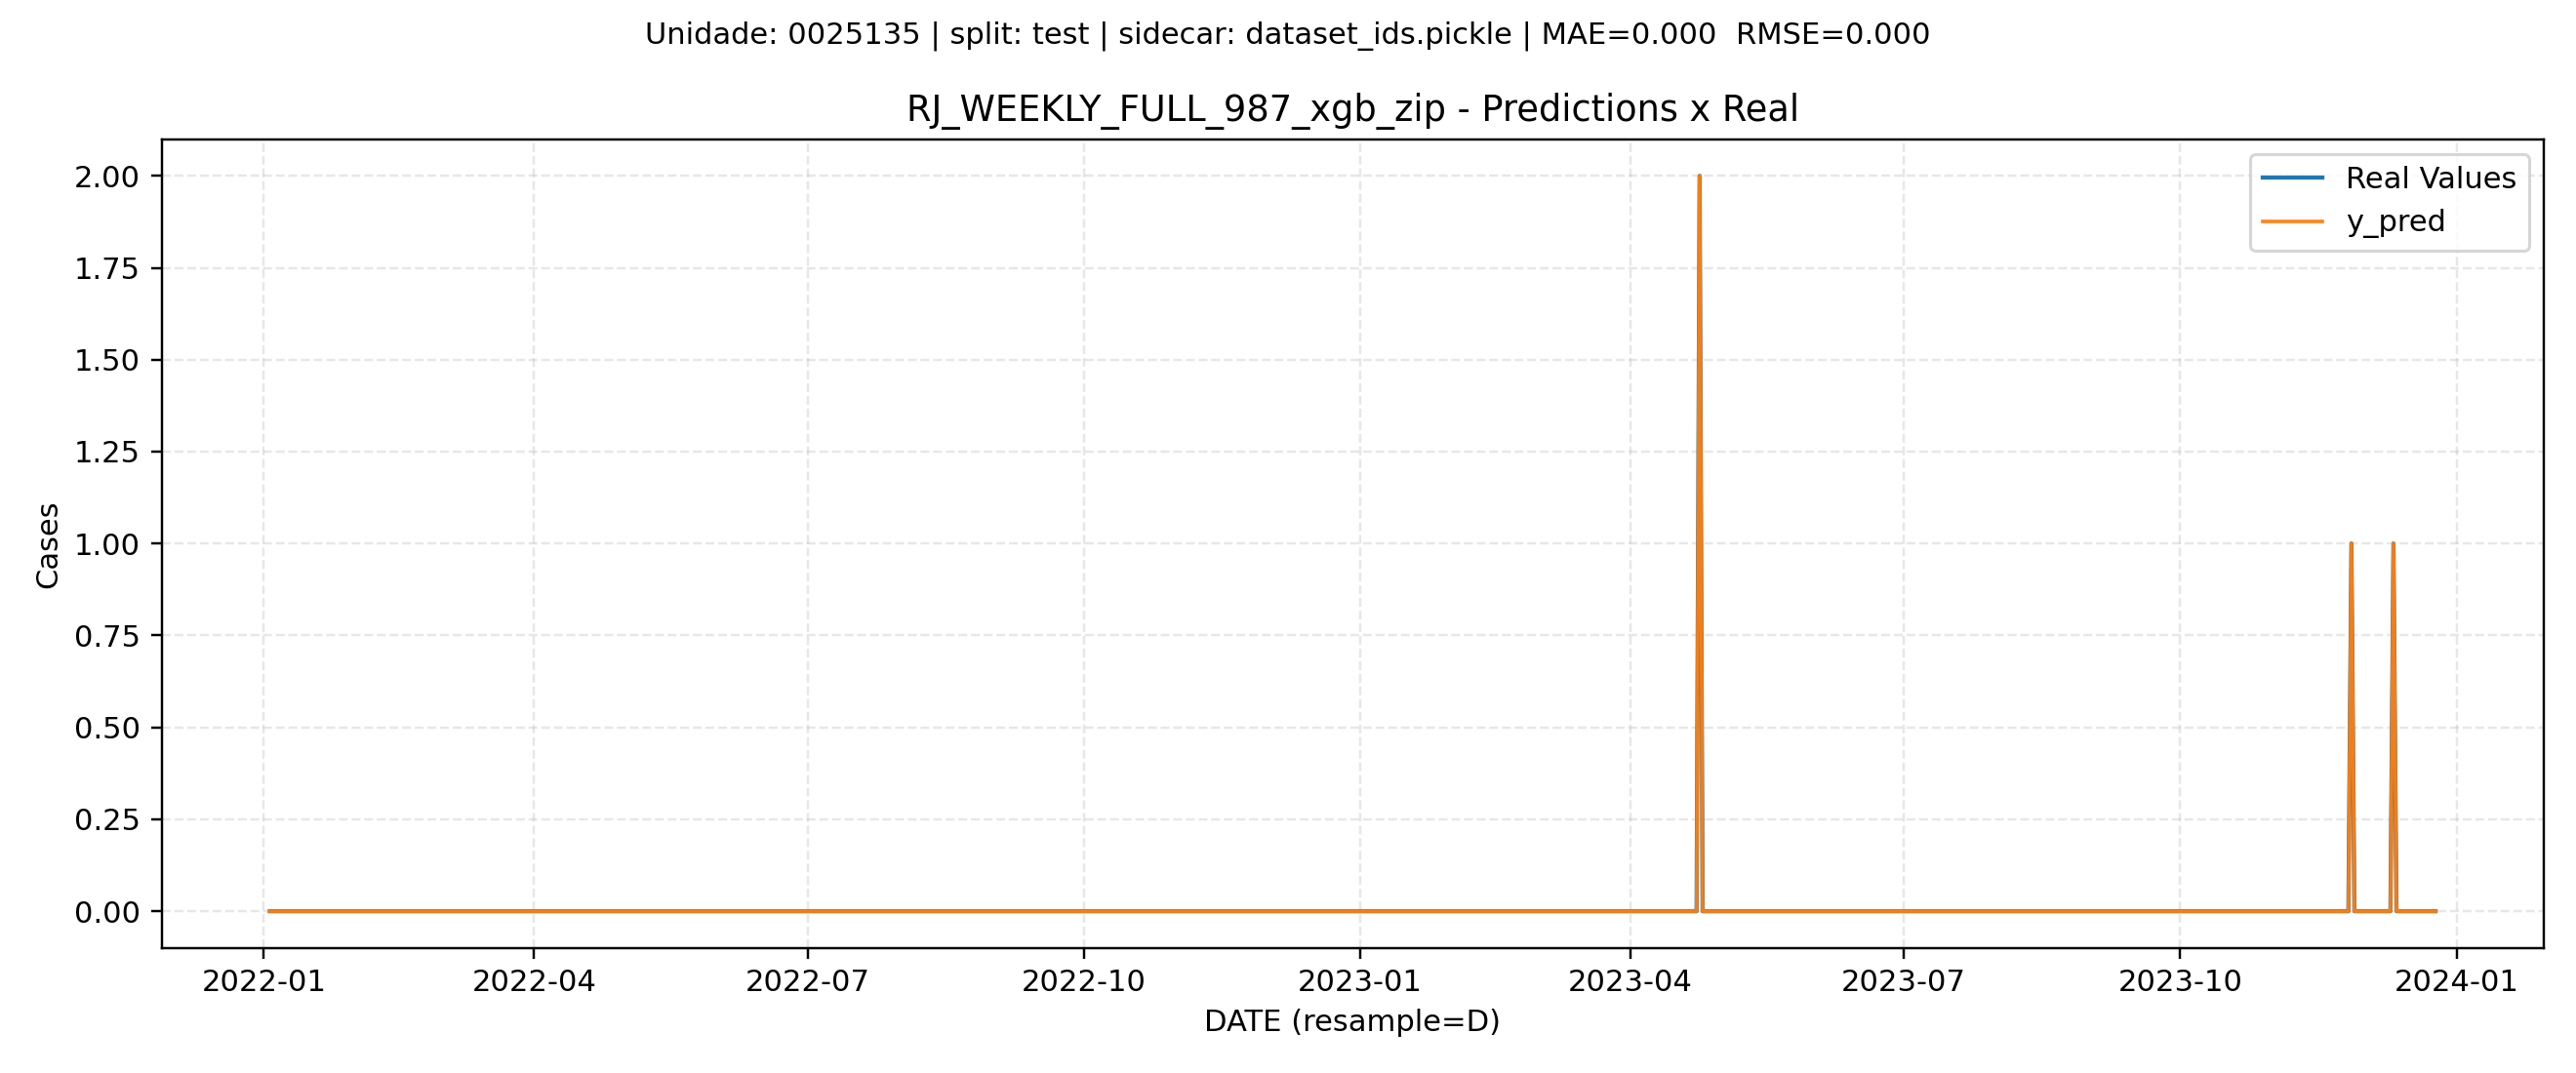 Unidade: 0025135 | split: test | sidecar: dataset_ids.pickle | MAE=0.000  RMSE=0.000
RJ_WEEKLY_FULL_987_xgb_zip - Predictions x Real
Real Values
y_pred
2.00
1.75
1.50
1.25
1.00
0.75
0.50
0.25
0.00
Cases
2022-01 2022-04 2022-07 2022-10 2023-01 2023-04 2023-07 2023-10 2024-01
DATE (resample=D)